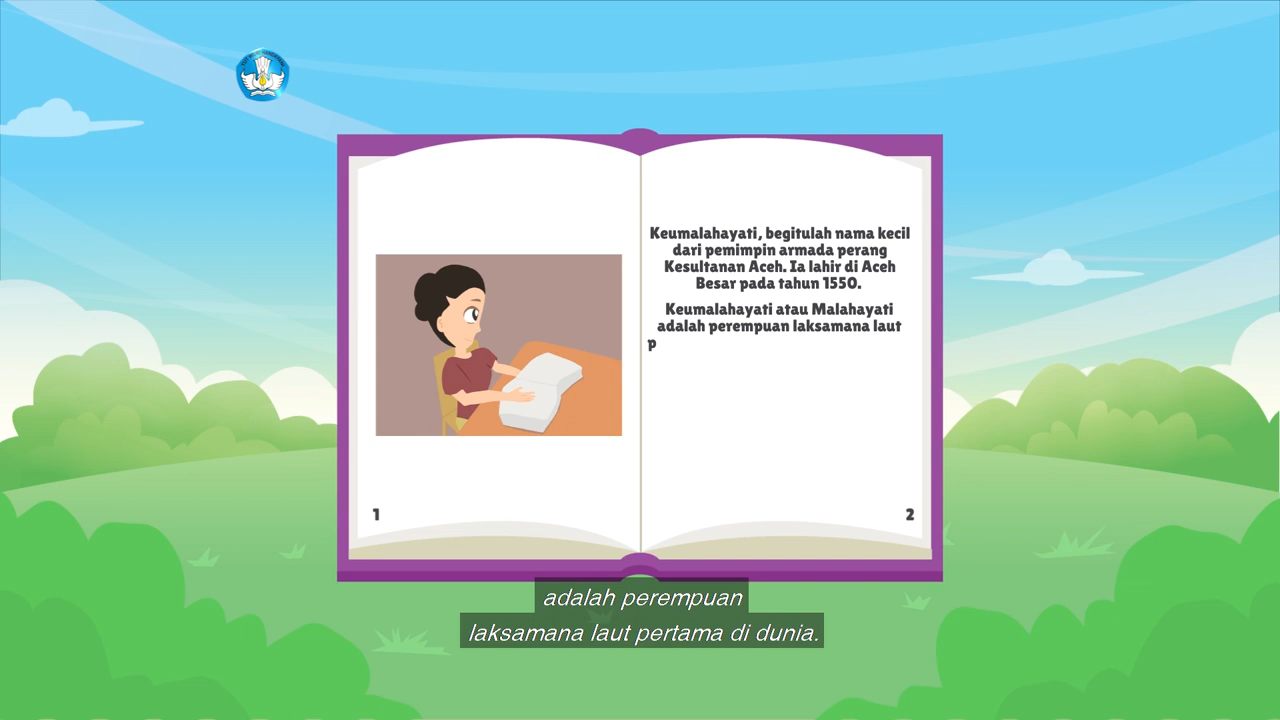 Keumalahayati, begitulah nama kecil
dari pemimpin armada perang
Kesultanan Aceh. Ia lahir di Aceh
Besar pada tahun 1550.
Keumalahayati atau Malahayati
adalah perempuan laksamana laut
p
1
2
adalah perempuan
laksamana laut pertama di dunia.